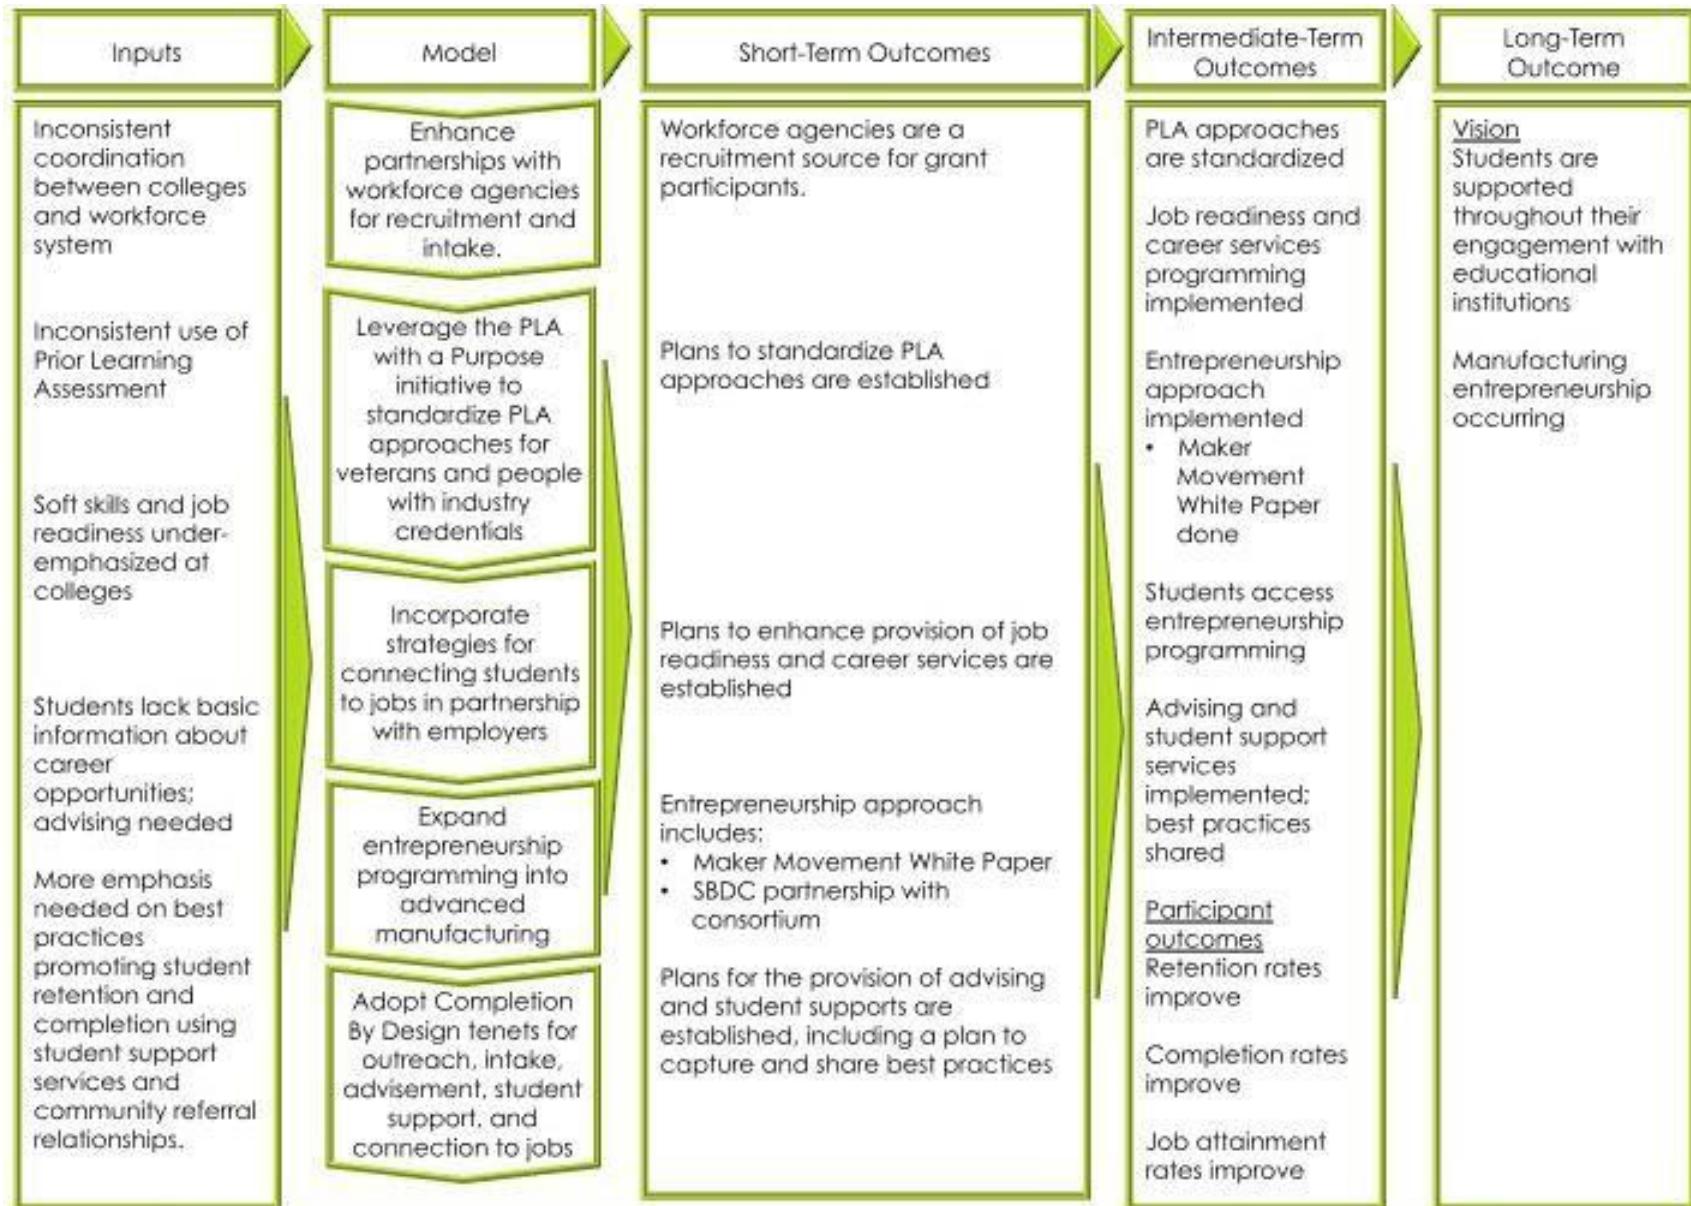 Inputs
Model
Short-Term Outcomes
Intermediate-Term
Outcomes
Long-Term
Outcome
Inconsistent
coordination
between colleges
and workforce
system
Inconsistent use of
Prior Learning
Assessment
Soft skills and job
readiness under-
emphasized at
colleges
Students lack basic
information about
career
opportunities;
advising needed
More emphasis
needed on best
practices
promoting student
retention and
completion using
student support
services and
community referral
relationships.
Enhance
partnerships with
workforce agencies
for recruitment and
intake.
Leverage the PLA
with a Purpose
initiative to
standardize PLA
approaches for
veterans and people
with industry
credentials
Incorporate
strategies for
connecting students
to jobs in partnership
with employers
Expand
entrepreneurship
programming into
advanced
manufacturing
Adopt Completion
By Design tenets for
outreach, intake,
advisement, student
support, and
connection to jobs
Workforce agencies are a
recruitment source for grant
participants.
Plans to standardize PLA
approaches are established
Plans to enhance provision of job
readiness and career services are
established
Entrepreneurship approach
includes:
• Maker Movement White Paper
• SBDC partnership with
consortium
Plans for the provision of advising
and student supports are
established, including a plan to
capture and share best practices
PLA approaches
are standardized
Job readiness and
career services
programming
implemented
Entrepreneurship
approach
implemented
• Maker
Movement
White Paper
done
Students access
entrepreneurship
programming
Advising and
student support
services
implemented;
best practices
shared
Participant
outcomes
Retention rates
improve
Completion rates
improve
Job attainment
rates improve
Vision
Students are
supported
throughout their
engagement with
educational
institutions
Manufacturing
entrepreneurship
occurring